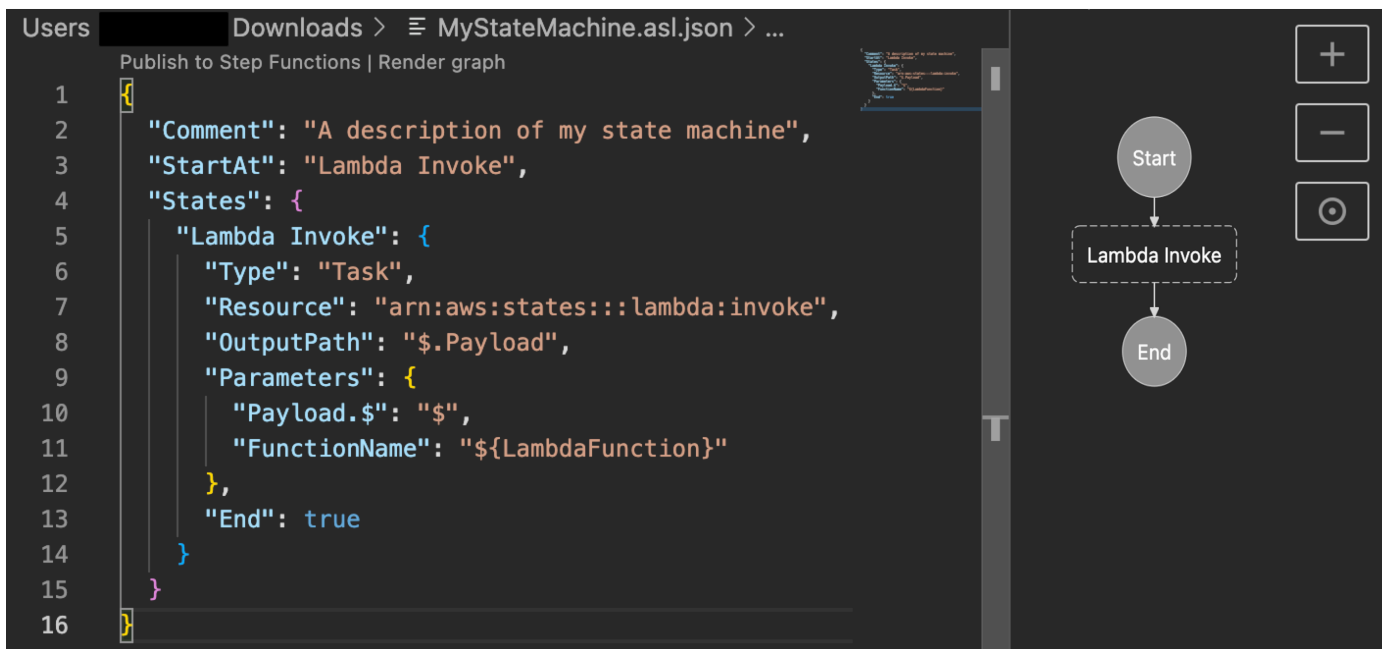 Users Downloads > MyStateMachine.asl.json > ...
Publish to Step Functions | Render graph
1 {
2 "Comment": "A description of my state machine",
3 "StartAt": "Lambda Invoke",
4 "States": {
5 "Lambda Invoke": {
6 "Type": "Task",
7 "Resource": "arn:aws:states:::lambda:invoke",
8 "OutputPath": "$.Payload",
9 "Parameters": {
10 "Payload.$": "$",
11 "FunctionName": "${LambdaFunction}"
12 },
13 "End": true
14 }
15 }
16 }
Start
Lambda Invoke
End